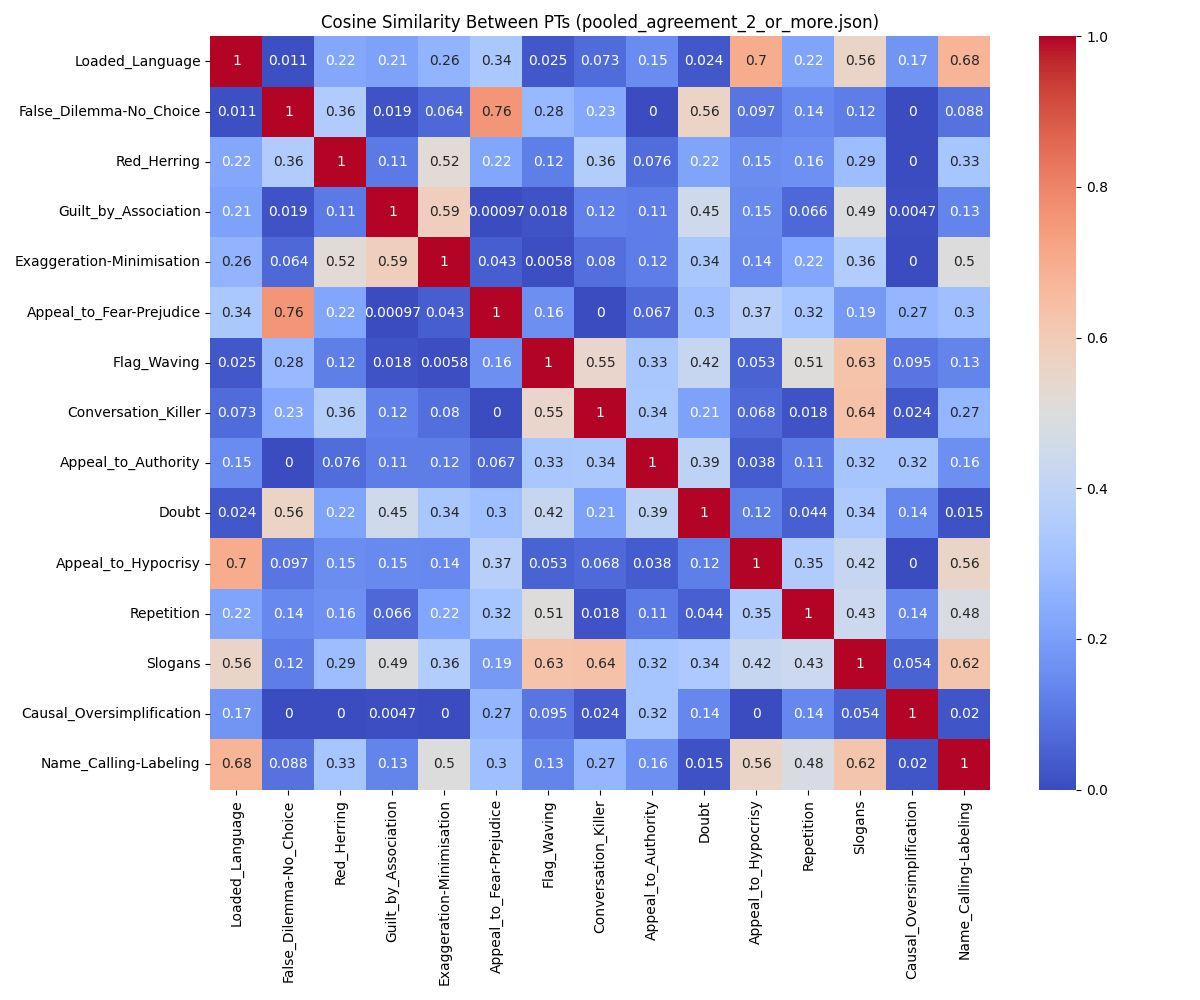 Cosine Similarity Between PTs (pooled_agreement_2_or_more.json)
Loaded_Language 1 0.011 0.22 0.21 0.26 0.34 0.025 0.073 0.15 0.024 0.7 0.22 0.56 0.17 0.68
False_Dilemma-No_Choice 0.011 1 0.36 0.019 0.064 0.76 0.28 0.23 0 0.56 0.097 0.14 0.12 0 0.088
Red_Herring 0.22 0.36 1 0.11 0.52 0.22 0.12 0.36 0.076 0.22 0.15 0.16 0.29 0 0.33
Guilt_by_Association 0.21 0.019 0.11 1 0.59 0.00097 0.018 0.12 0.11 0.45 0.15 0.066 0.49 0.0047 0.13
Exaggeration-Minimisation 0.26 0.064 0.52 0.59 1 0.043 0.0058 0.08 0.12 0.34 0.14 0.22 0.36 0 0.5
Appeal_to_Fear-Prejudice 0.34 0.76 0.22 0.00097 0.043 1 0.16 0 0.067 0.3 0.37 0.32 0.19 0.27 0.3
Flag_Waving 0.025 0.28 0.12 0.018 0.0058 0.16 1 0.55 0.33 0.42 0.053 0.51 0.63 0.095 0.13
Conversation_Killer 0.073 0.23 0.36 0.12 0.08 0 0.55 1 0.34 0.21 0.068 0.018 0.64 0.024 0.27
Appeal_to_Authority 0.15 0 0.076 0.11 0.12 0.067 0.33 0.34 1 0.39 0.038 0.11 0.32 0.32 0.16
Doubt 0.024 0.56 0.22 0.45 0.34 0.3 0.42 0.21 0.39 1 0.12 0.044 0.34 0.14 0.015
Appeal_to_Hypocrisy 0.7 0.097 0.15 0.15 0.14 0.37 0.053 0.068 0.038 0.12 1 0.35 0.42 0 0.56
Repetition 0.22 0.14 0.16 0.066 0.22 0.32 0.51 0.018 0.11 0.044 0.35 1 0.43 0.14 0.48
Slogans 0.56 0.12 0.29 0.49 0.36 0.19 0.63 0.64 0.32 0.34 0.42 0.43 1 0.054 0.62
Causal_Oversimplification 0.17 0 0 0.0047 0 0.27 0.095 0.024 0.32 0.14 0 0.14 0.054 1 0.02
Name_Calling-Labeling 0.68 0.088 0.33 0.13 0.5 0.3 0.13 0.27 0.16 0.015 0.56 0.48 0.62 0.02 1
Loaded_Language
False_Dilemma-No_Choice
Red_Herring
Guilt_by_Association
Exaggeration-Minimisation
Appeal_to_Fear-Prejudice
Flag_Waving
Conversation_Killer
Appeal_to_Authority
Doubt
Appeal_to_Hypocrisy
Repetition
Slogans
Causal_Oversimplification
Name_Calling-Labeling
1.0
0.8
0.6
0.4
0.2
0.0